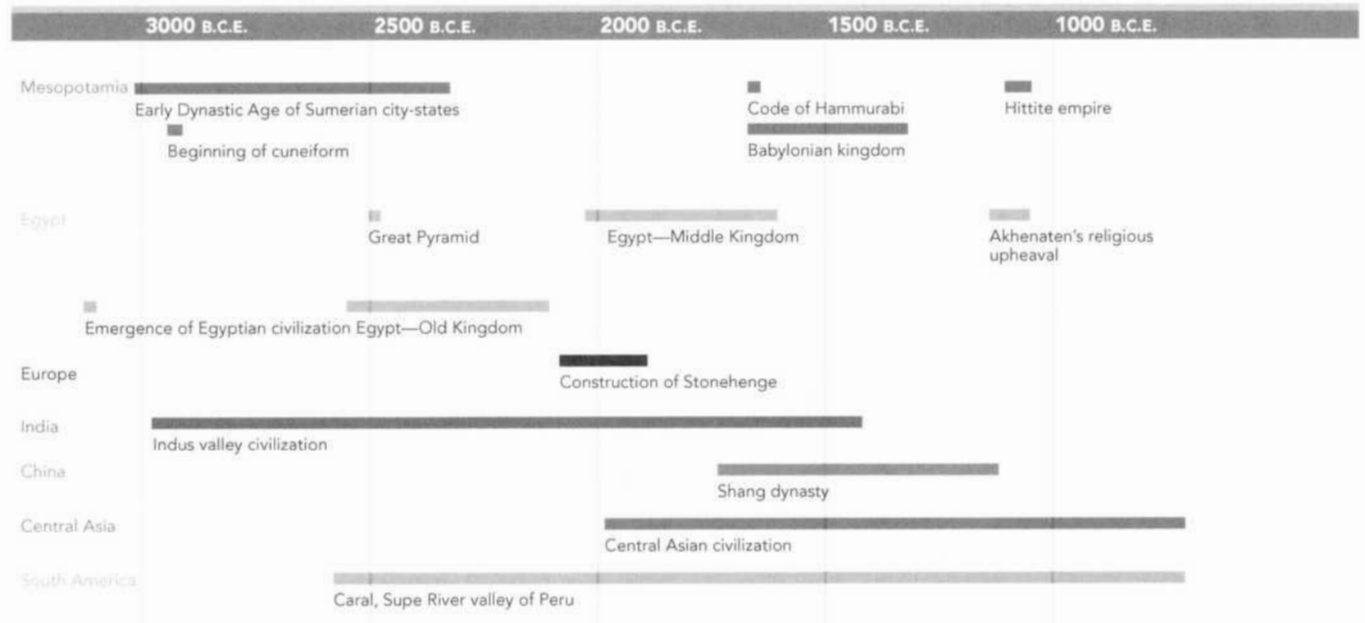 3000 B.C.E. 2500 B.C.E. 2000 B.C.E. 1500 B.C.E. 1000 B.C.E.
Mesopotamia
Early Dynastic Age of Sumerian city-states Code of Hammurabi Hittite empire
Beginning of cuneiform Babylonian kingdom
Egypt
Great Pyramid Egypt—Middle Kingdom Akhenaten's religious
upheaval
Emergence of Egyptian civilization Egypt—Old Kingdom
Europe
Construction of Stonehenge
India
Indus valley civilization
China
Shang dynasty
Central Asia
Central Asian civilization
South America
Caral, Supe River valley of Peru